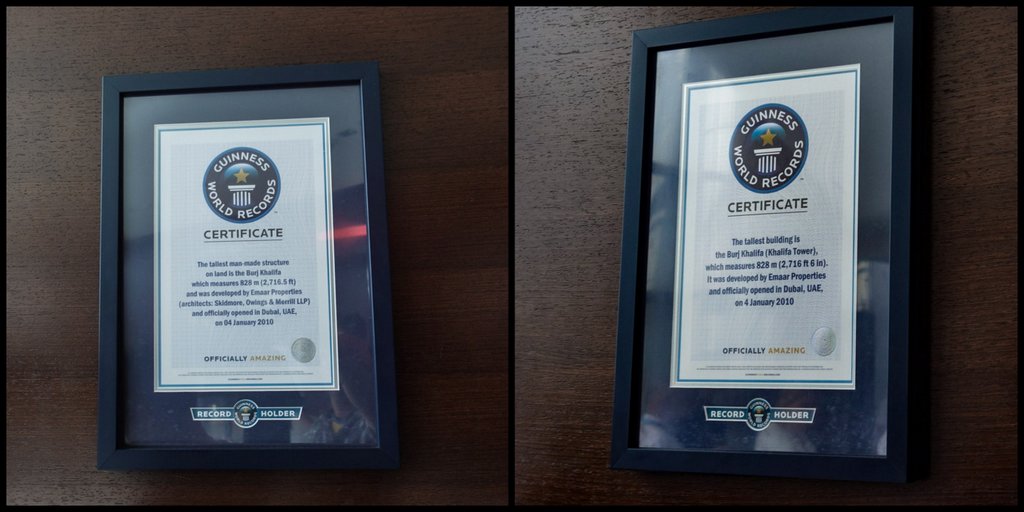 GUINNESS
WORLD RECORDS
CERTIFICATE
The tallest man-made structure
on land is the Burj Khalifa
which measures 828 m (2,716.5 ft)
and was developed by Emaar Properties
(architects: Skidmore, Owings & Merrill LLP)
and officially opened in Dubai, UAE,
on 04 January 2010
OFFICIALLY AMAZING
RECORD HOLDER
GUINNESS
WORLD RECORDS
CERTIFICATE
The tallest building is
the Burj Khalifa (Khalifa Tower),
which measures 828 m (2,716 ft 6 in).
It was developed by Emaar Properties
and officially opened in Dubai, UAE,
on 4 January 2010
OFFICIALLY AMAZING
RECORD HOLDER